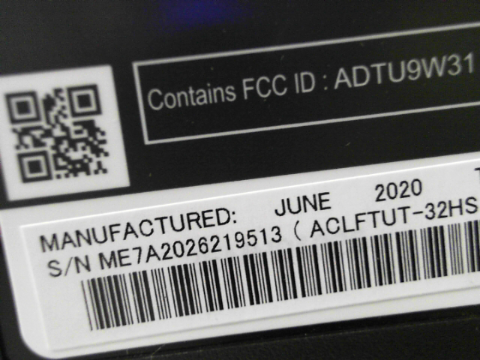 Contains FCC ID : ADTU9W31
MANUFACTURED: JUNE 2020
S/N ME7A2026219513 ( ACLFTUT-32HS